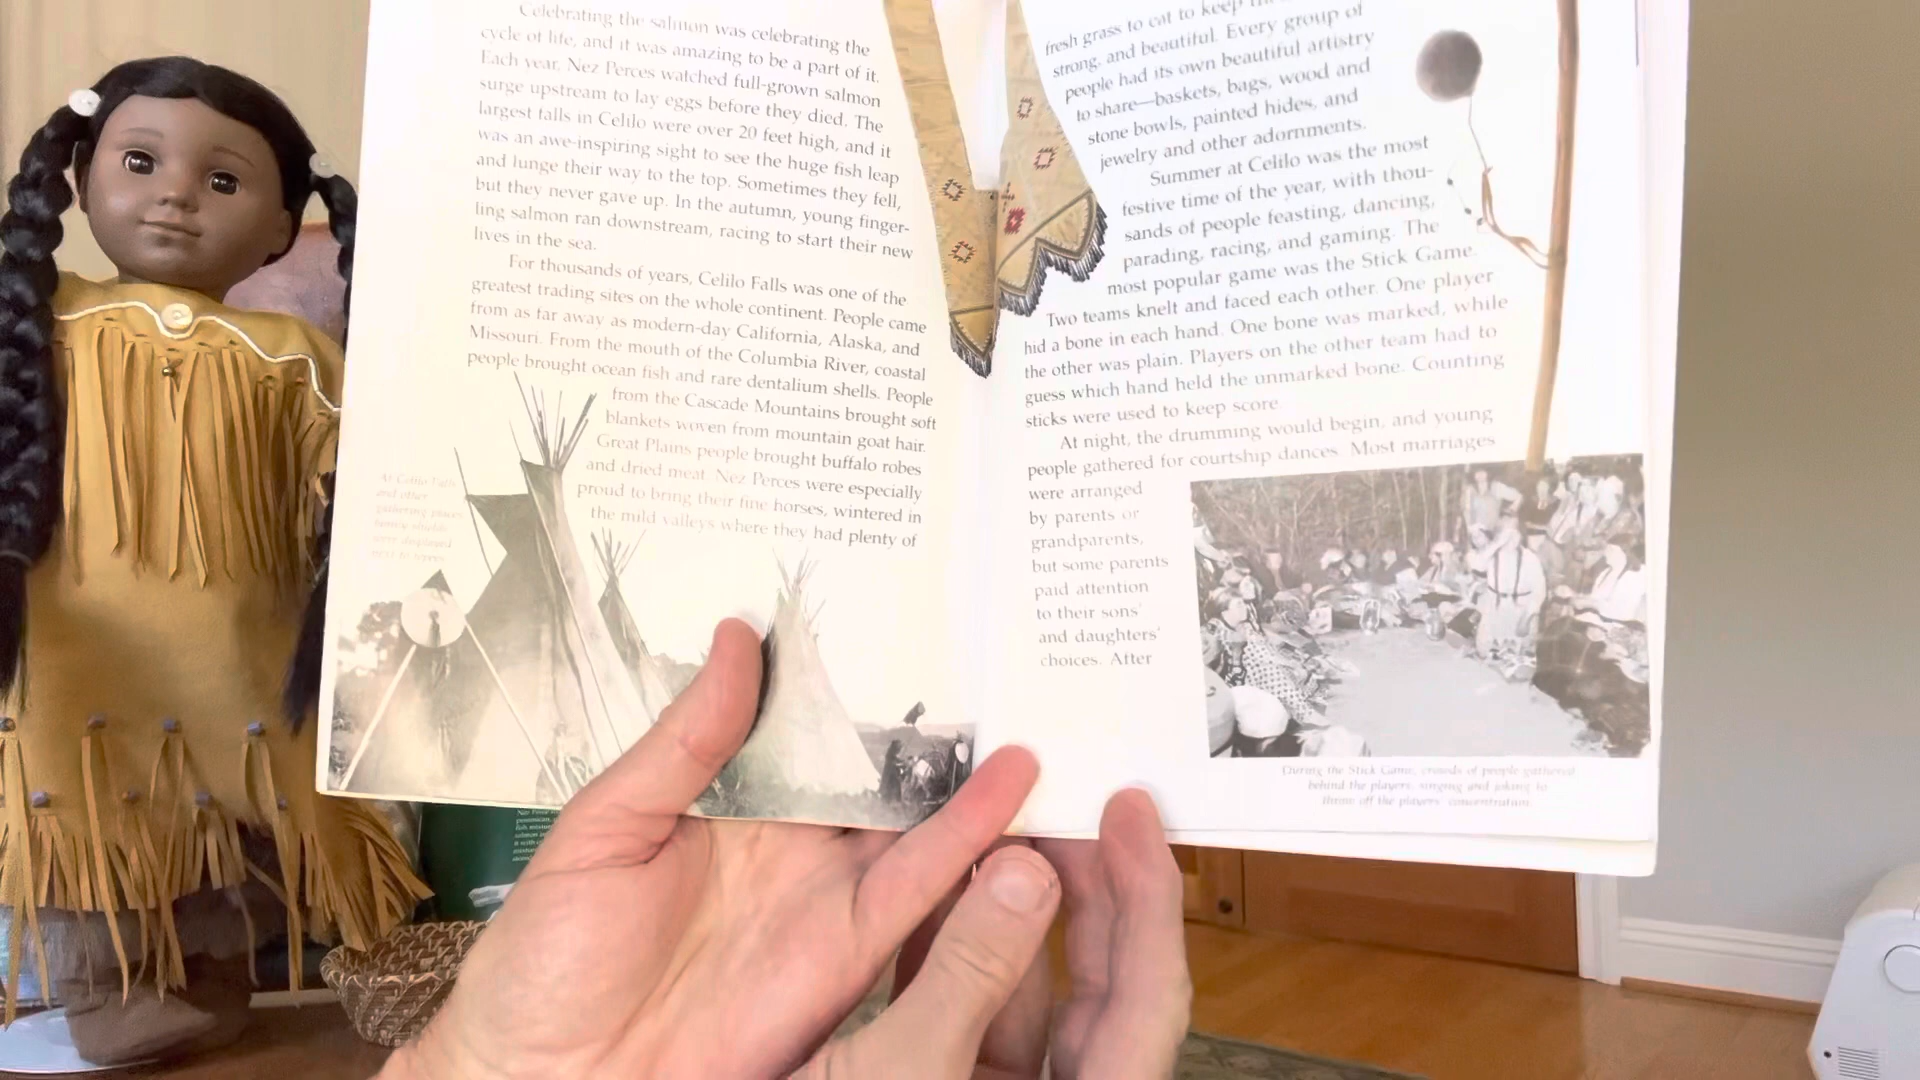 Celebrating the salmon was celebrating the
cycle of life, and it was amazing to be a part of it.
Each year, Nez Perces watched full-grown salmon
surge upstream to lay eggs before they died. The
largest falls in Celilo were over 20 feet high, and it
was an awe-inspiring sight to see the huge fish leap
and lunge their way to the top. Sometimes they fell,
but they never gave up. In the autumn, young finger-
ling salmon ran downstream, racing to start their new
lives in the sea.
For thousands of years, Celilo Falls was one of the
greatest trading sites on the whole continent. People came
from as far away as modern-day California, Alaska, and
Missouri. From the mouth of the Columbia River, coastal
people brought ocean fish and rare dentalium shells. People
from the Cascade Mountains brought soft
blankets woven from mountain goat hair.
Great Plains people brought buffalo robes
and dried meat. Nez Perces were especially
proud to bring their fine horses, wintered in
the mild valleys where they had plenty of
At Celilo Falls
and other
gathering places
were displayed
next to tepees.
fresh grass to eat to keep
strong, and beautiful. Every group of
people had its own beautiful artistry
to share—baskets, bags, wood and
stone bowls, painted hides, and
jewelry and other adornments.
Summer at Celilo was the most
festive time of the year, with thou-
sands of people feasting, dancing,
parading, racing, and gaming. The
most popular game was the Stick Game.
Two teams knelt and faced each other. One player
hid a bone in each hand. One bone was marked, while
the other was plain. Players on the other team had to
guess which hand held the unmarked bone. Counting
sticks were used to keep score.
At night, the drumming would begin, and young
people gathered for courtship dances. Most marriages
were arranged
by parents or
grandparents,
but some parents
paid attention
to their sons'
and daughters'
choices. After
During the Stick Game, crowds of people gathered
behind the players, singing and joking to
throw off the players' concentration.